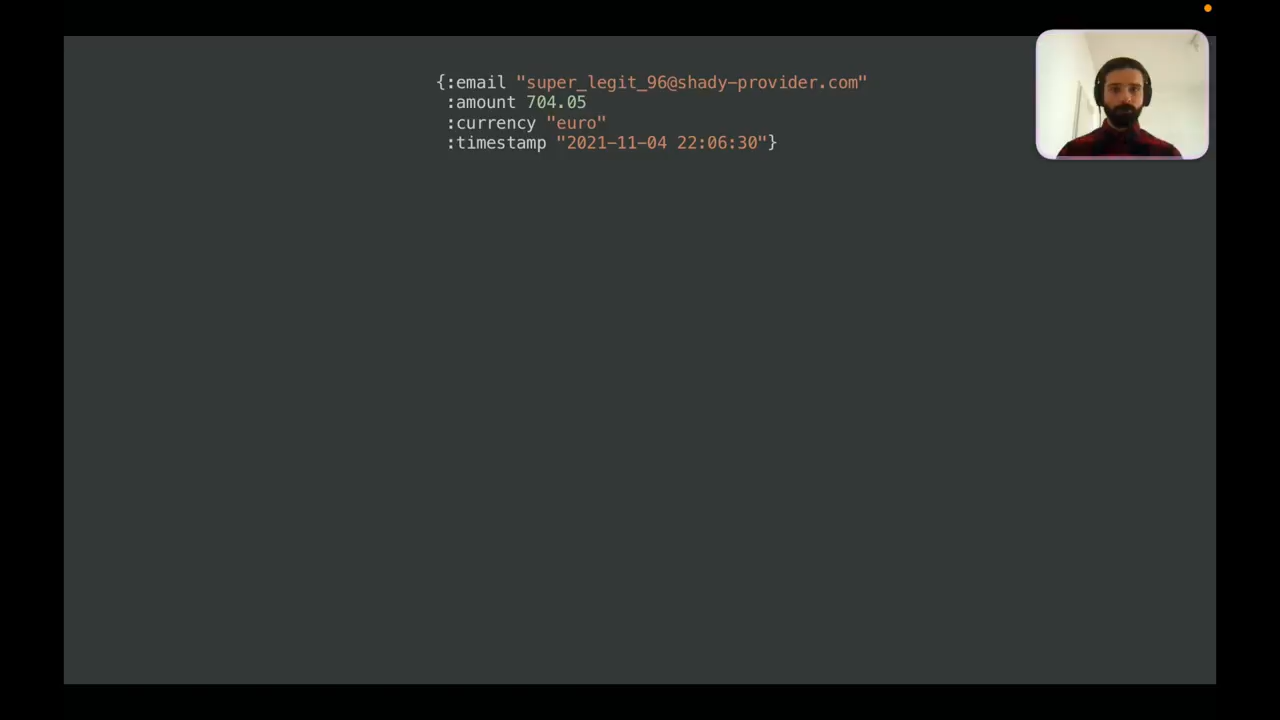 {:email "super_legit_96@shady-provider.com"
:amount 704.05
:currency "euro"
:timestamp "2021-11-04 22:06:30"}